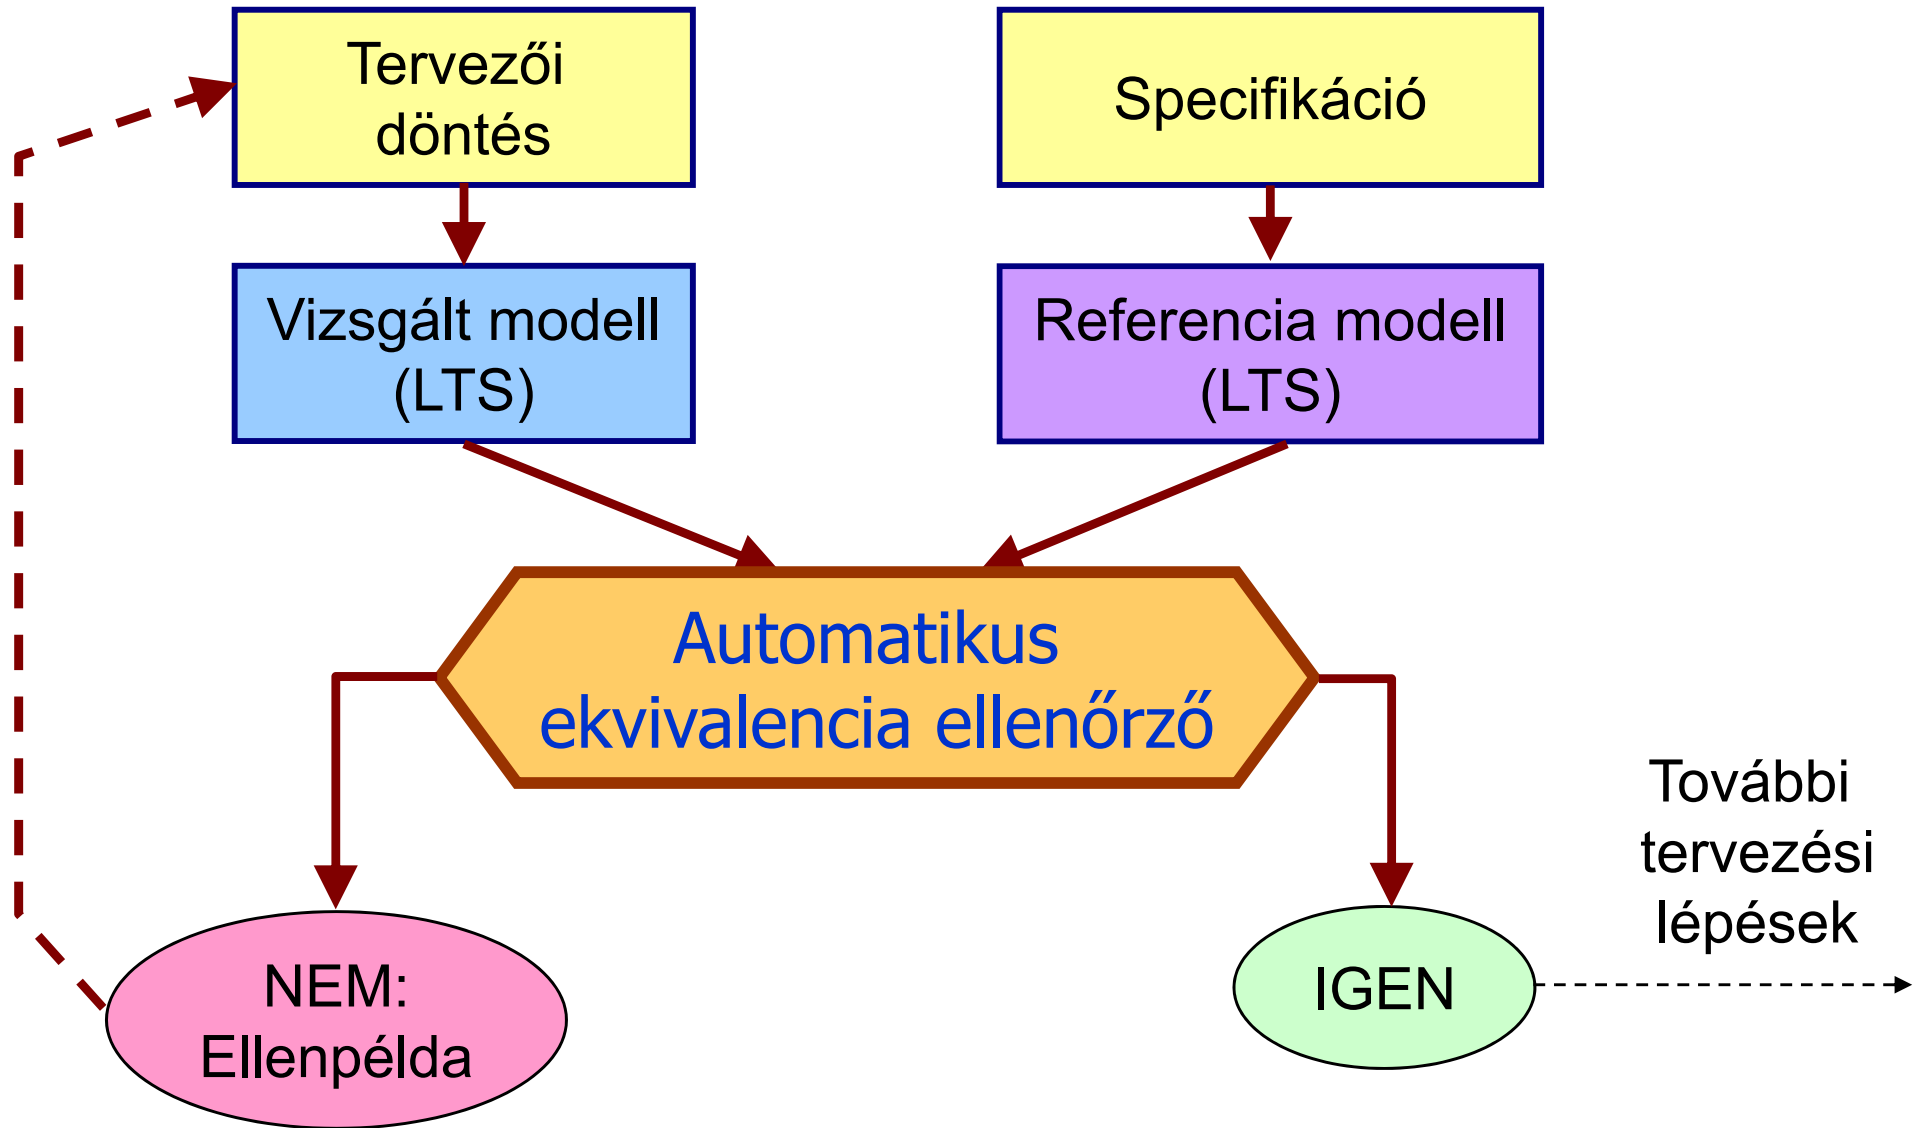 Tervezői
döntés
Specifikáció
Vizsgált modell
(LTS)
Referencia modell
(LTS)
Automatikus
ekvivalencia ellenőrző
További
tervezési
lépések
NEM:
Ellenpélda
IGEN